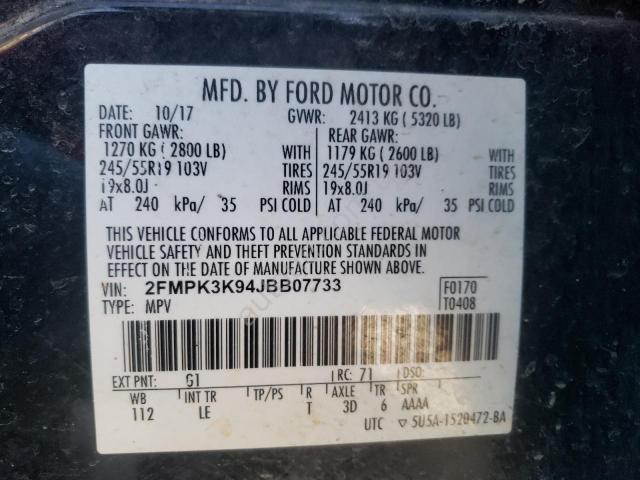 MFD. BY FORD MOTOR CO.
DATE: 10/17 GVWR: 2413 KG ( 5320 LB)
FRONT GAWR: REAR GAWR:
1270 KG ( 2800 LB) WITH 1179 KG ( 2600 LB) WITH
245/55R19 103V TIRES 245/55R19 103V TIRES
19x8.0J RIMS 19x8.0J RIMS
AT 240 kPa/ 35 PSI COLD AT 240 kPa/ 35 PSI COLD
THIS VEHICLE CONFORMS TO ALL APPLICABLE FEDERAL MOTOR
VEHICLE SAFETY AND THEFT PREVENTION STANDARDS IN
EFFECT ON THE DATE OF MANUFACTURE SHOWN ABOVE.
VIN: 2FMPK3K94JBB07733 F0170
TYPE: MPV T0408
EXT PNT: G1 RC: 71 DSO:
WB INT TR TP/PS R AXLE TR SPR
112 LE T 3D 6 AAAA
UTC ▽ 5U5A-1520472-BA